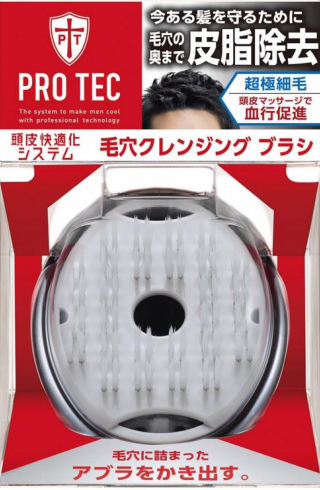 今ある髪を守るために
毛穴の
奥まで 皮脂除去
超極細毛
頭皮マッサージで
血行促進
P T
PRO TEC
The system to make men cool
with professional technology
頭皮快適化
システム
毛穴クレンジング ブラシ
毛穴に詰まった
アブラをかき出す。